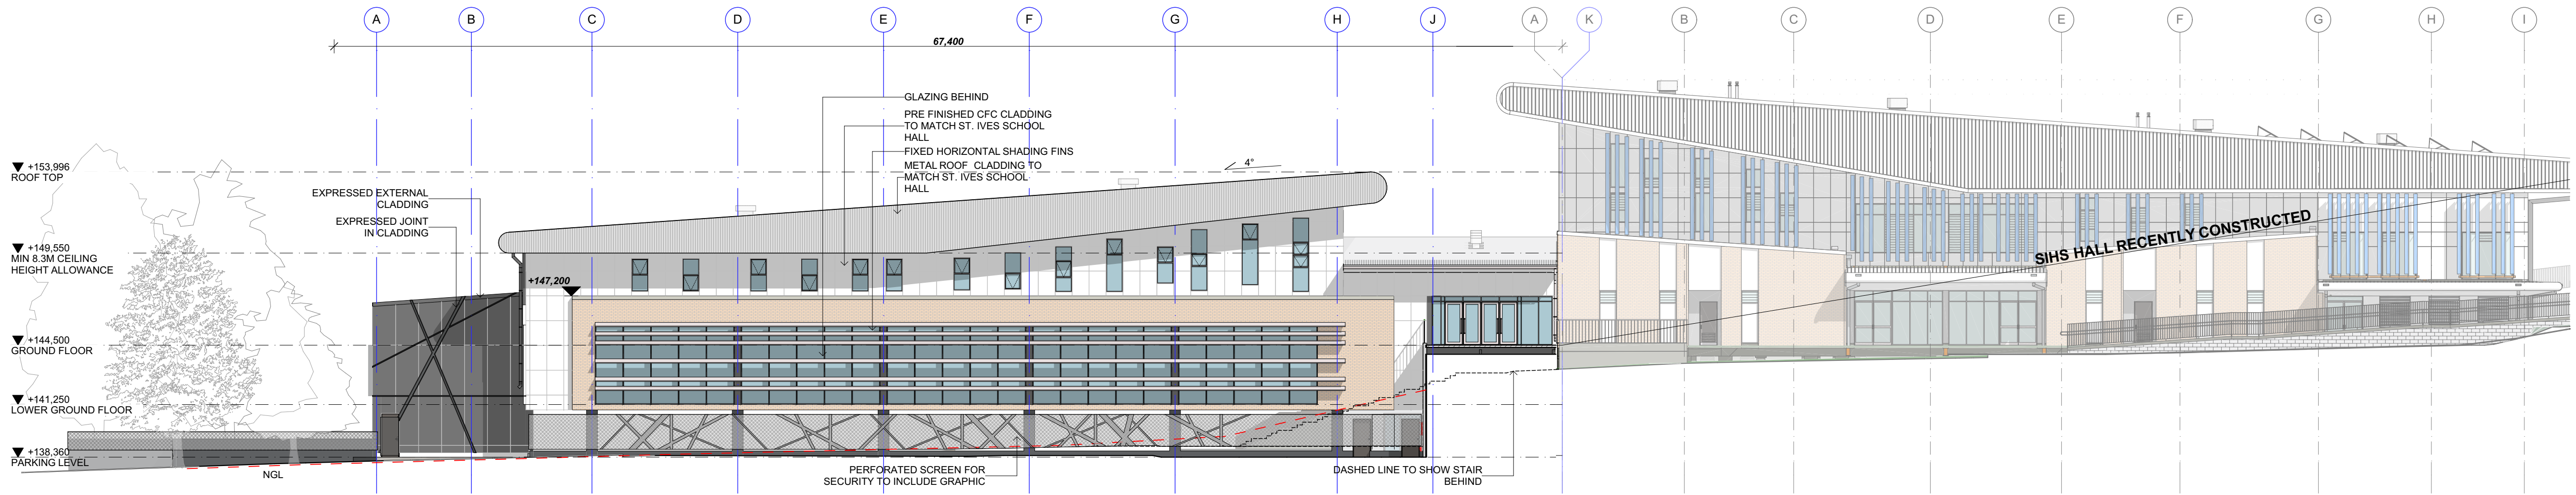 A B C D E F G H J A K B C D E F G H I
67,400
GLAZING BEHIND
PRE FINISHED CFC CLADDING
TO MATCH ST. IVES SCHOOL
HALL
FIXED HORIZONTAL SHADING FINS
METAL ROOF CLADDING TO
MATCH ST. IVES SCHOOL
HALL
4°
+153,996
ROOF TOP
EXPRESSED EXTERNAL
CLADDING
EXPRESSED JOINT
IN CLADDING
SIHS HALL RECENTLY CONSTRUCTED
+149,550
MIN 8.3M CEILING
HEIGHT ALLOWANCE
+147,200
+144,500
GROUND FLOOR
+141,250
LOWER GROUND FLOOR
+138,360
PARKING LEVEL
NGL
PERFORATED SCREEN FOR
SECURITY TO INCLUDE GRAPHIC
DASHED LINE TO SHOW STAIR
BEHIND